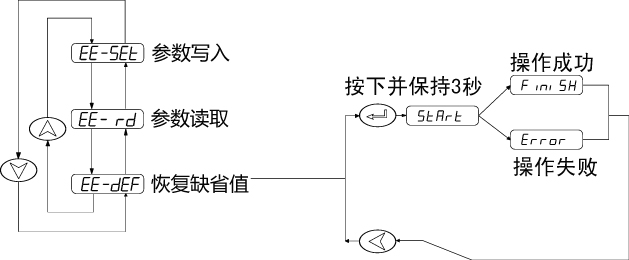 EE-SEt 参数写入
EE-rd 参数读取
EE-dEF 恢复缺省值
按下并保持3秒
StArt
操作成功
FiniSH
Error
操作失败